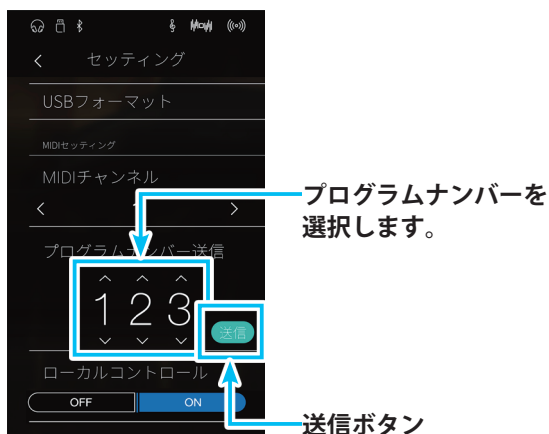 セッティング
USBフォーマット
MIDIセッティング
MIDIチャンネル
プログラムナンバー送信
1 2 3
送信
ローカルコントロール
OFF ON
プログラムナンバーを
選択します。
送信ボタン